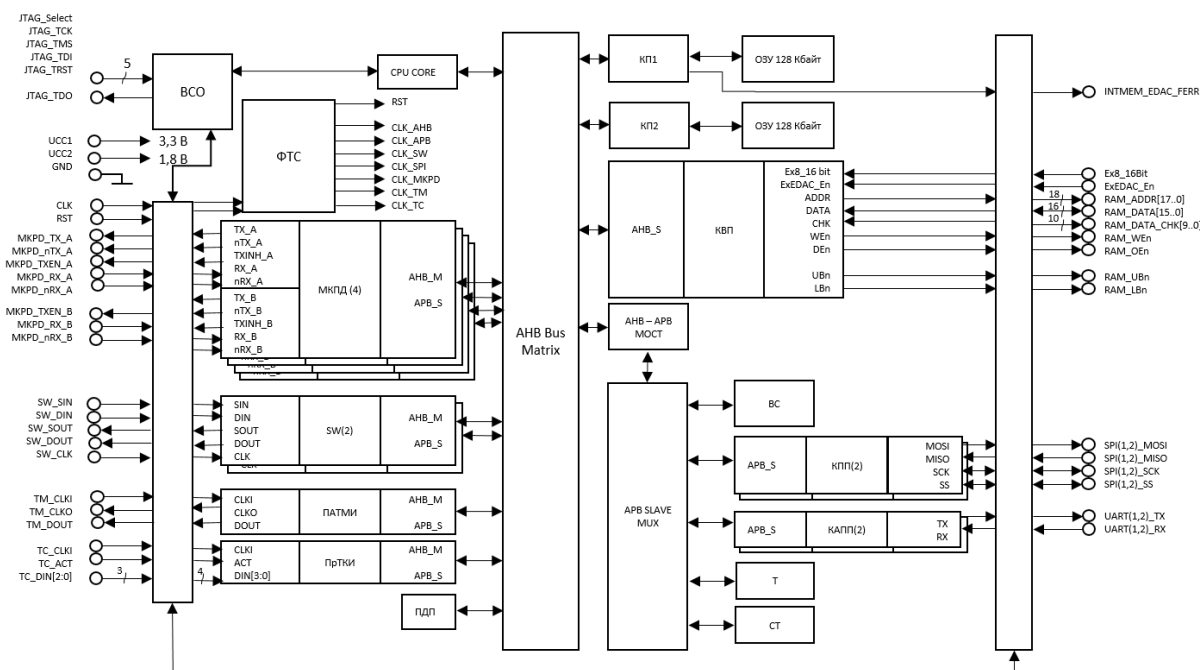 JTAG_Select
JTAG_TCK
JTAG_TMS
JTAG_TDI
JTAG_TRST
5
JTAG_TDO
ВСО
CPU CORE
UCC1
3,3 В
UCC2
1,8 В
GND
ФТС
RST
CLK_AHB
CLK_APB
CLK_SW
CLK_SPI
CLK_MKPD
CLK_TM
CLK_TC
CLK
RST
MKPD_TX_A
MKPD_nTX_A
MKPD_TXEN_A
MKPD_RX_A
MKPD_nRX_A
MKPD_TXEN_B
MKPD_RX_B
MKPD_nRX_B
TX_A
nTX_A
TXINH_A
RX_A
nRX_A
TX_B
nTX_B
TXINH_B
RX_B
nRX_B
МКПД (4)
AHB_M
APB_S
SW_SIN
SW_DIN
SW_SOUT
SW_DOUT
SW_CLK
SIN
DIN
SOUT
DOUT
CLK
SW(2)
AHB_M
APB_S
TM_CLKI
TM_CLKO
TM_DOUT
CLKI
CLKO
DOUT
ПАТМИ
AHB_M
APB_S
TC_CLKI
TC_ACT
TC_DIN[2:0]
3
4
CLKI
ACT
DIN[3:0]
ПрТКИ
AHB_M
APB_S
ПДП
AHB Bus
Matrix
КП1
ОЗУ 128 Кбайт
КП2
ОЗУ 128 Кбайт
AHB_S
КВП
Ex8_16 bit
ExEDAC_En
ADDR
DATA
CHK
WEn
DEn
UBn
LBn
АНВ – АРВ
МОСТ
APB SLAVE
MUX
ВС
APB_S
КПП(2)
MOSI
MISO
SCK
SS
APB_S
КАПП(2)
TX
RX
Т
СТ
INTMEM_EDAC_FERR
Ex8_16Bit
ExEDAC_En
18
RAM_ADDR[17..0]
16
RAM_DATA[15..0]
10
RAM_DATA_CHK[9..0]
RAM_WEn
RAM_OEn
RAM_UBn
RAM_LBn
SPI(1,2)_MOSI
SPI(1,2)_MISO
SPI(1,2)_SCK
SPI(1,2)_SS
UART(1,2)_TX
UART(1,2)_RX